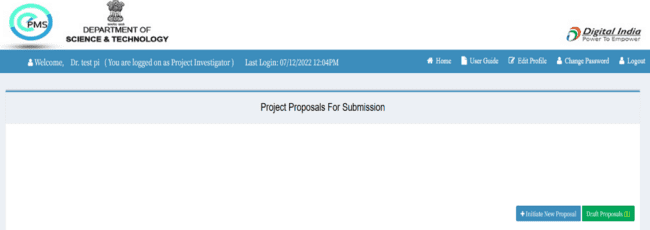 PMS
DEPARTMENT OF
SCIENCE & TECHNOLOGY
Digital India
Power To Empower
Welcome, Dr. test pi ( You are logged on as Project Investigator ) Last Login: 07/12/2022 12:04PM
Home User Guide Edit Profile Change Password Logout
Project Proposals For Submission
+ Initiate New Proposal Draft Proposals (1)